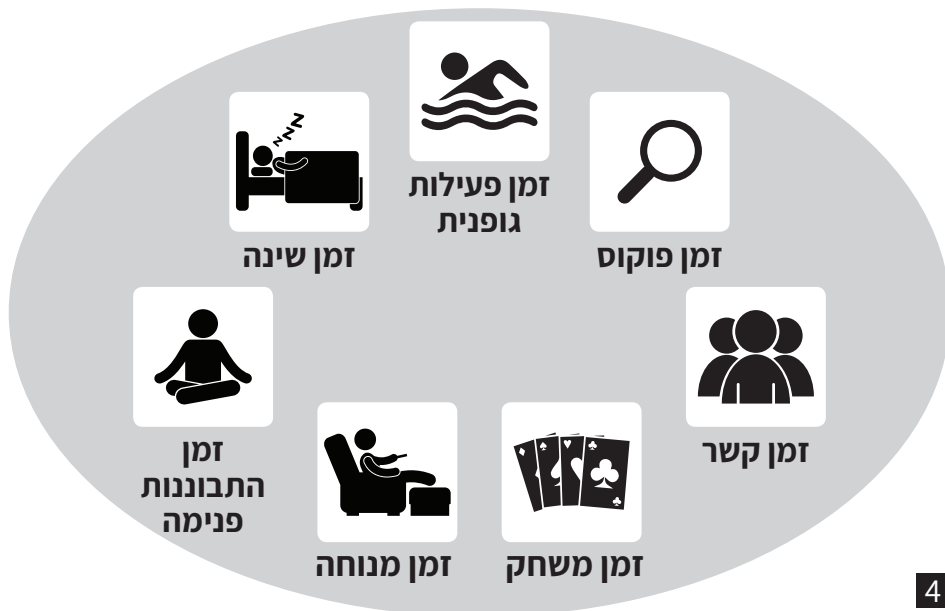 זמן פעילות
גופנית
זמן פוקוס
זמן שינה
זמן קשר
זמן
התבוננות
פנימה
זמן משחק
זמן מנוחה
4